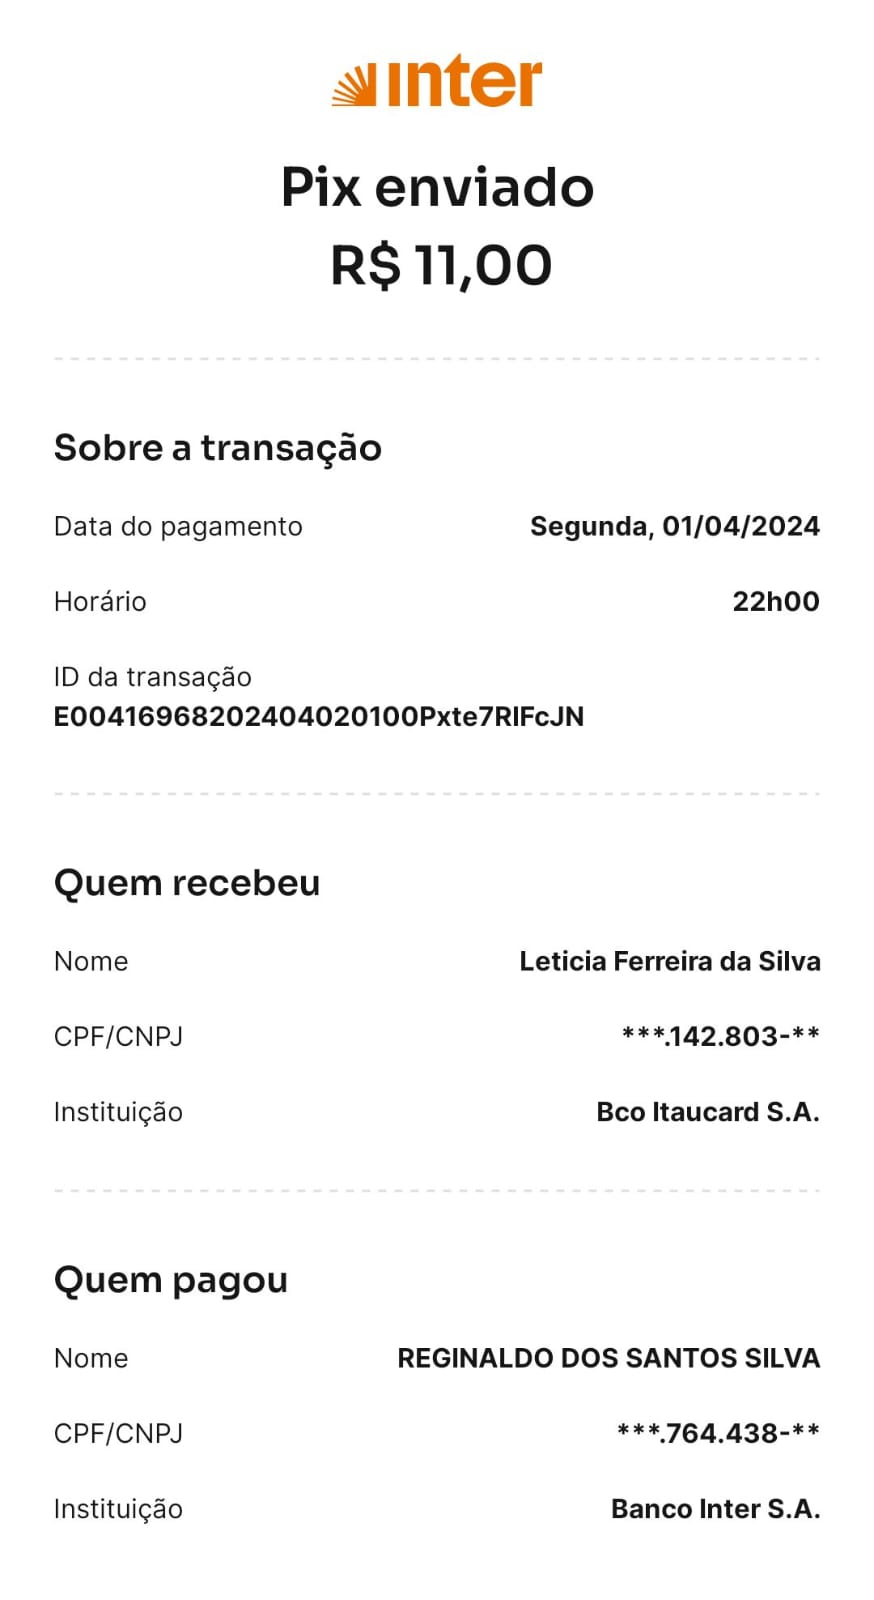 inter
Pix enviado
R$ 11,00
Sobre a transação
Data do pagamento Segunda, 01/04/2024
Horário 22h00
ID da transação
E00416968202404020100Pxte7RIFcJN
Quem recebeu
Nome Leticia Ferreira da Silva
CPF/CNPJ ***.142.803-**
Instituição Bco Itaucard S.A.
Quem pagou
Nome REGINALDO DOS SANTOS SILVA
CPF/CNPJ ***.764.438-**
Instituição Banco Inter S.A.